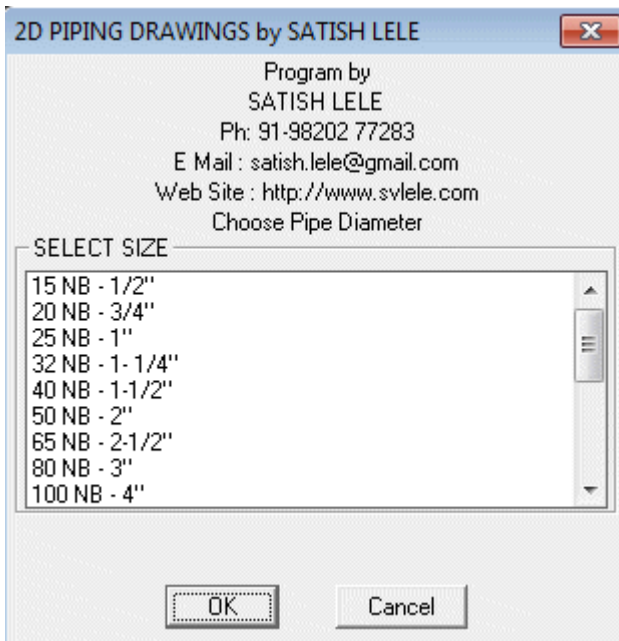 2D PIPING DRAWINGS by SATISH LELE
Program by
SATISH LELE
Ph: 91-98202 77283
E Mail : satish.lele@gmail.com
Web Site : http://www.svlele.com
Choose Pipe Diameter
SELECT SIZE
15 NB - 1/2"
20 NB - 3/4"
25 NB - 1"
32 NB - 1- 1/4"
40 NB - 1-1/2"
50 NB - 2"
65 NB - 2-1/2"
80 NB - 3"
100 NB - 4"
OK Cancel